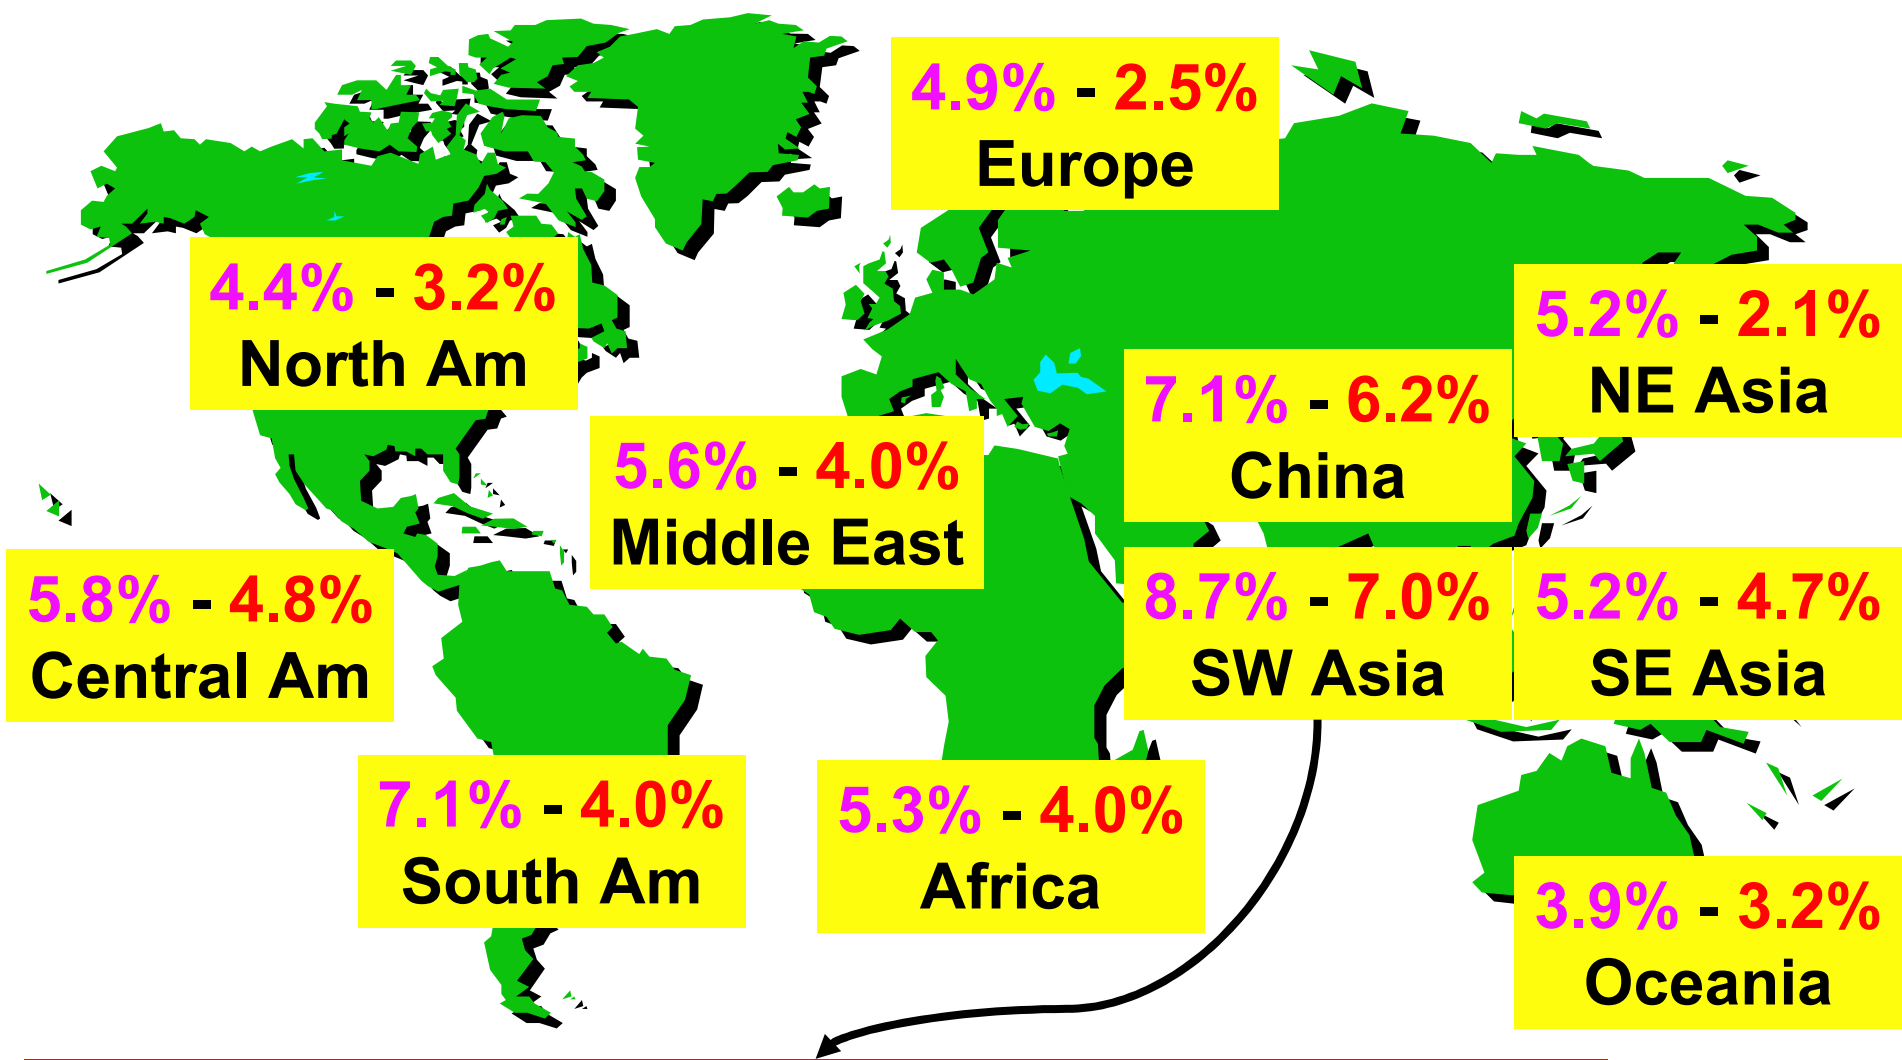 4.9% - 2.5%
Europe
4.4% - 3.2%
North Am
5.2% - 2.1%
NE Asia
7.1% - 6.2%
China
5.6% - 4.0%
Middle East
5.8% - 4.8%
Central Am
8.7% - 7.0%
SW Asia
5.2% - 4.7%
SE Asia
7.1% - 4.0%
South Am
5.3% - 4.0%
Africa
3.9% - 3.2%
Oceania